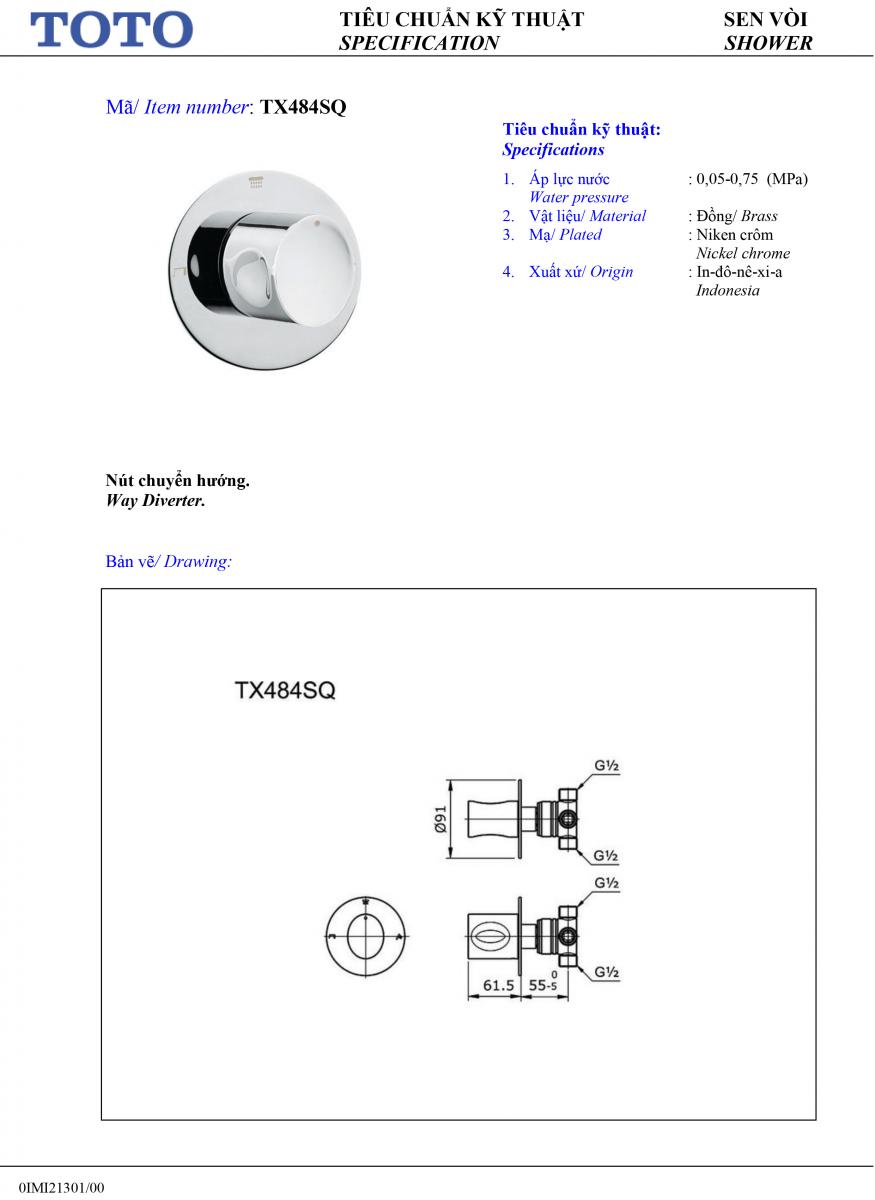 TOTO
TIÊU CHUẨN KỸ THUẬT
SPECIFICATION
SEN VÒI
SHOWER
Mã/ Item number: TX484SQ
Tiêu chuẩn kỹ thuật:
Specifications
1. Áp lực nước : 0,05-0,75 (MPa)
Water pressure
2. Vật liệu/ Material : Đồng/ Brass
3. Mạ/ Plated : Niken crôm
Nickel chrome
4. Xuất xứ/ Origin : In-đô-nê-xi-a
Indonesia
Nút chuyển hướng.
Way Diverter.
Bản vẽ/ Drawing:
TX484SQ
G½
Ø91
G½
G½
G½
61.5
55 0 -5
0IMI21301/00